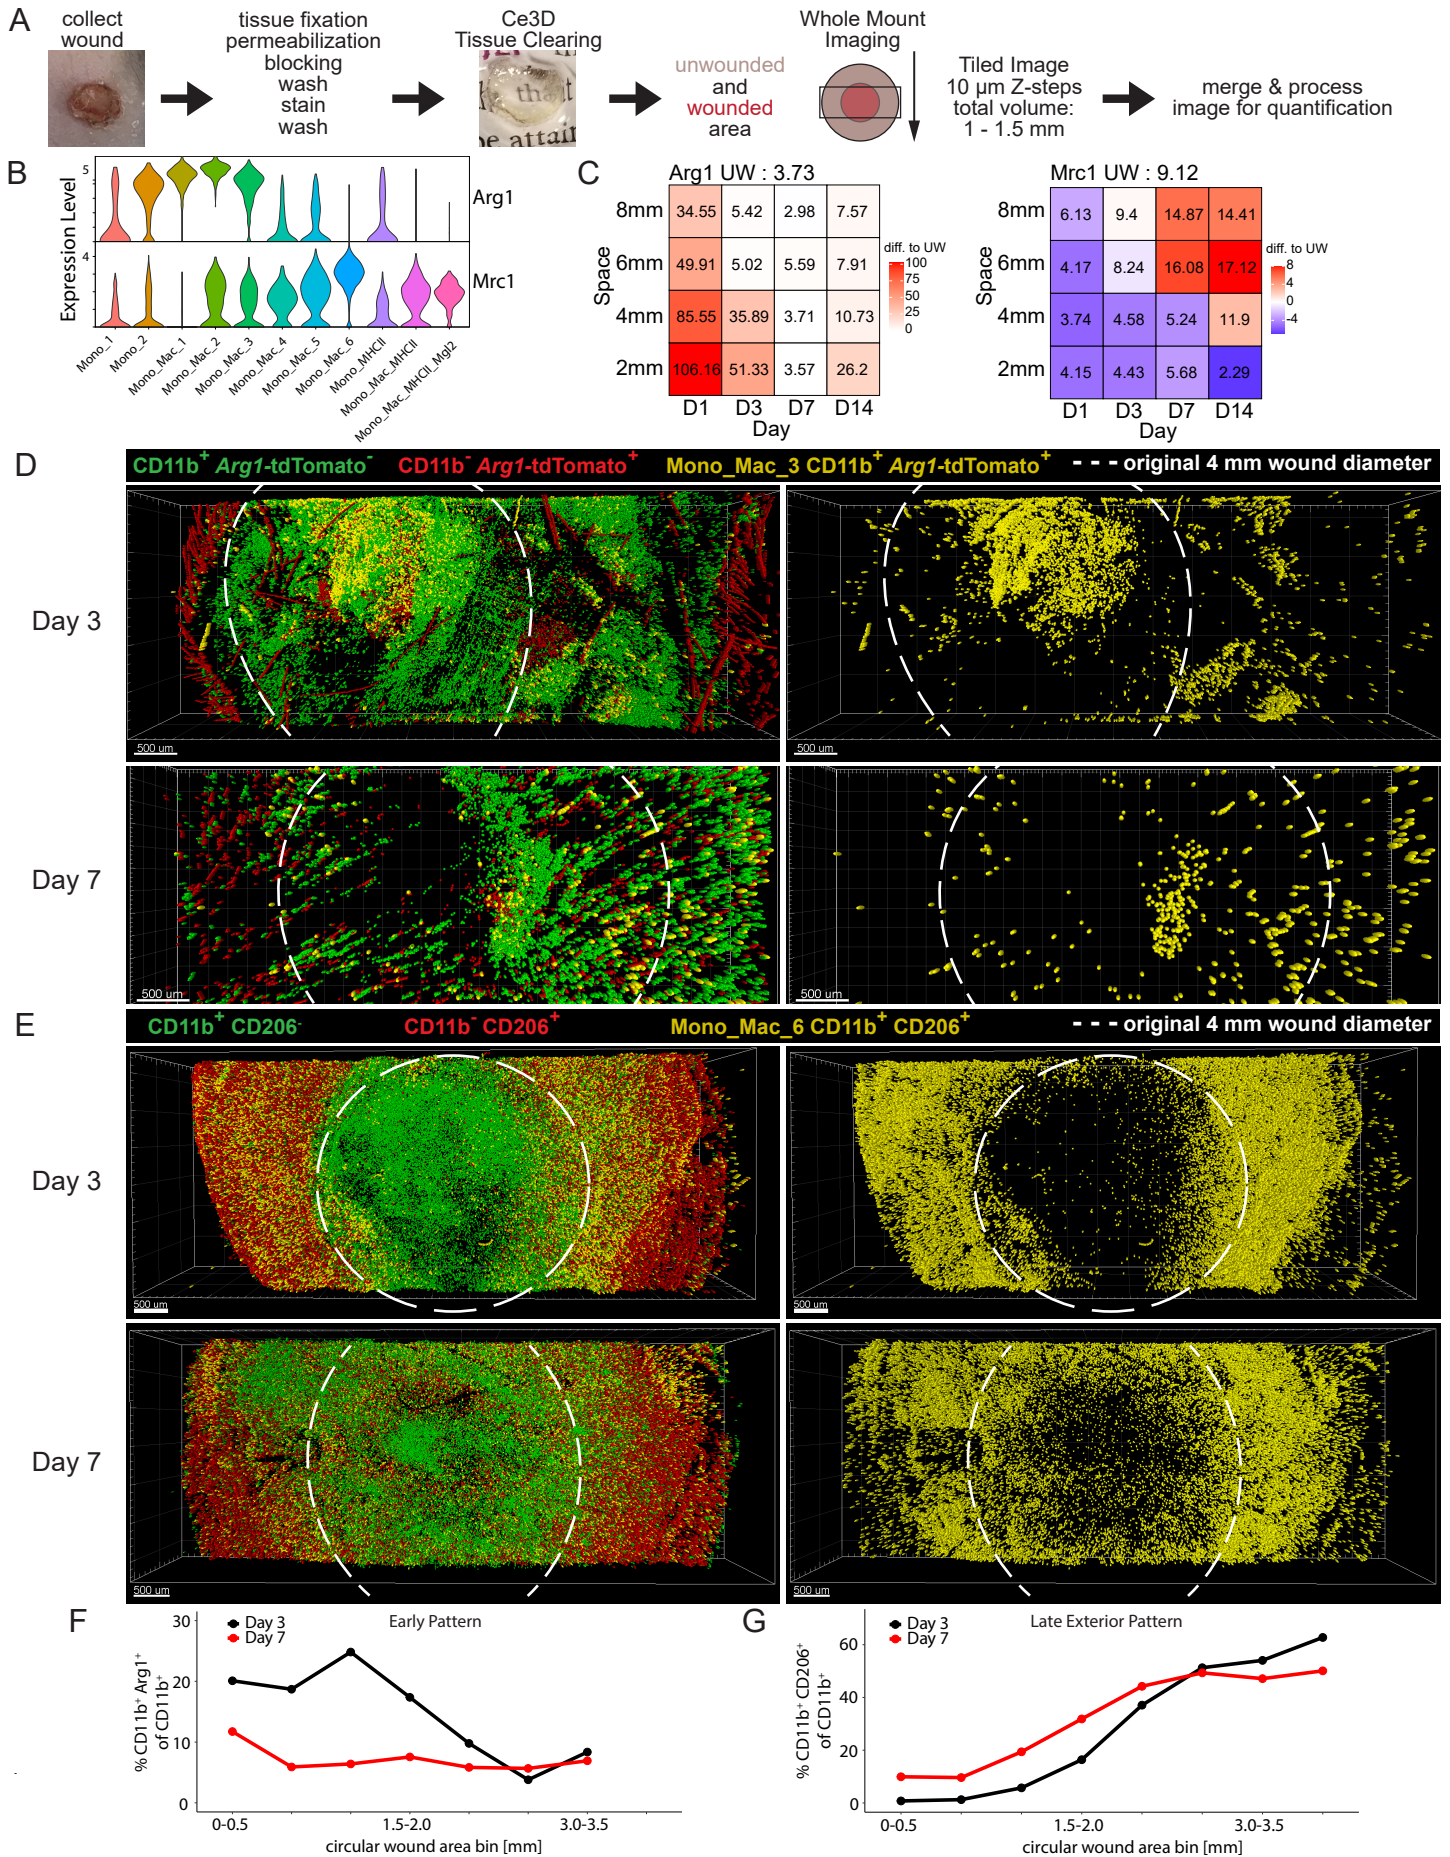 A
collect
wound
tissue fixation
permeabilization
blocking
wash
stain
wash
Ce3D
Tissue Clearing
that
be attain
unwounded
and
wounded
area
Whole Mount
Imaging
Tiled Image
10 µm Z-steps
total volume:
1 - 1.5 mm
merge & process
image for quantification
B
Expression Level
5
Arg1
4
Mrc1
0
Mono_1
Mono_2
Mono_Mac_1
Mono_Mac_2
Mono_Mac_3
Mono_Mac_4
Mono_Mac_5
Mono_Mac_6
Mono_MHCII
Mono_Mac_MHCII
Mono_Mac_MHCII_Mgl2
C
Arg1 UW : 3.73
Space
8mm 34.55 5.42 2.98 7.57
6mm 49.91 5.02 5.59 7.91
4mm 85.55 35.89 3.71 10.73
2mm 106.16 51.33 3.57 26.2
D1 D3 D7 D14
Day
diff. to UW
100
75
50
25
0
Mrc1 UW : 9.12
Space
8mm 6.13 9.4 14.87 14.41
6mm 4.17 8.24 16.08 17.12
4mm 3.74 4.58 5.24 11.9
2mm 4.15 4.43 5.68 2.29
D1 D3 D7 D14
Day
diff. to UW
8
4
0
-4
D
CD11b⁺ Arg1-tdTomato⁻ CD11b⁻ Arg1-tdTomato⁺ Mono_Mac_3 CD11b⁺ Arg1-tdTomato⁺ - - - original 4 mm wound diameter
Day 3
500 um
500 um
Day 7
500 um
500 um
E
CD11b⁺ CD206⁻ CD11b⁻ CD206⁺ Mono_Mac_6 CD11b⁺ CD206⁺ - - - original 4 mm wound diameter
Day 3
500 um
500 um
Day 7
500 um
500 um
F
Early Pattern
Day 3
Day 7
% CD11b⁺ Arg1⁺
of CD11b⁺
30
20
10
0
0-0.5 1.5-2.0 3.0-3.5
circular wound area bin [mm]
G
Late Exterior Pattern
Day 3
Day 7
% CD11b⁺ CD206⁺
of CD11b⁺
60
40
20
0
0-0.5 1.5-2.0 3.0-3.5
circular wound area bin [mm]